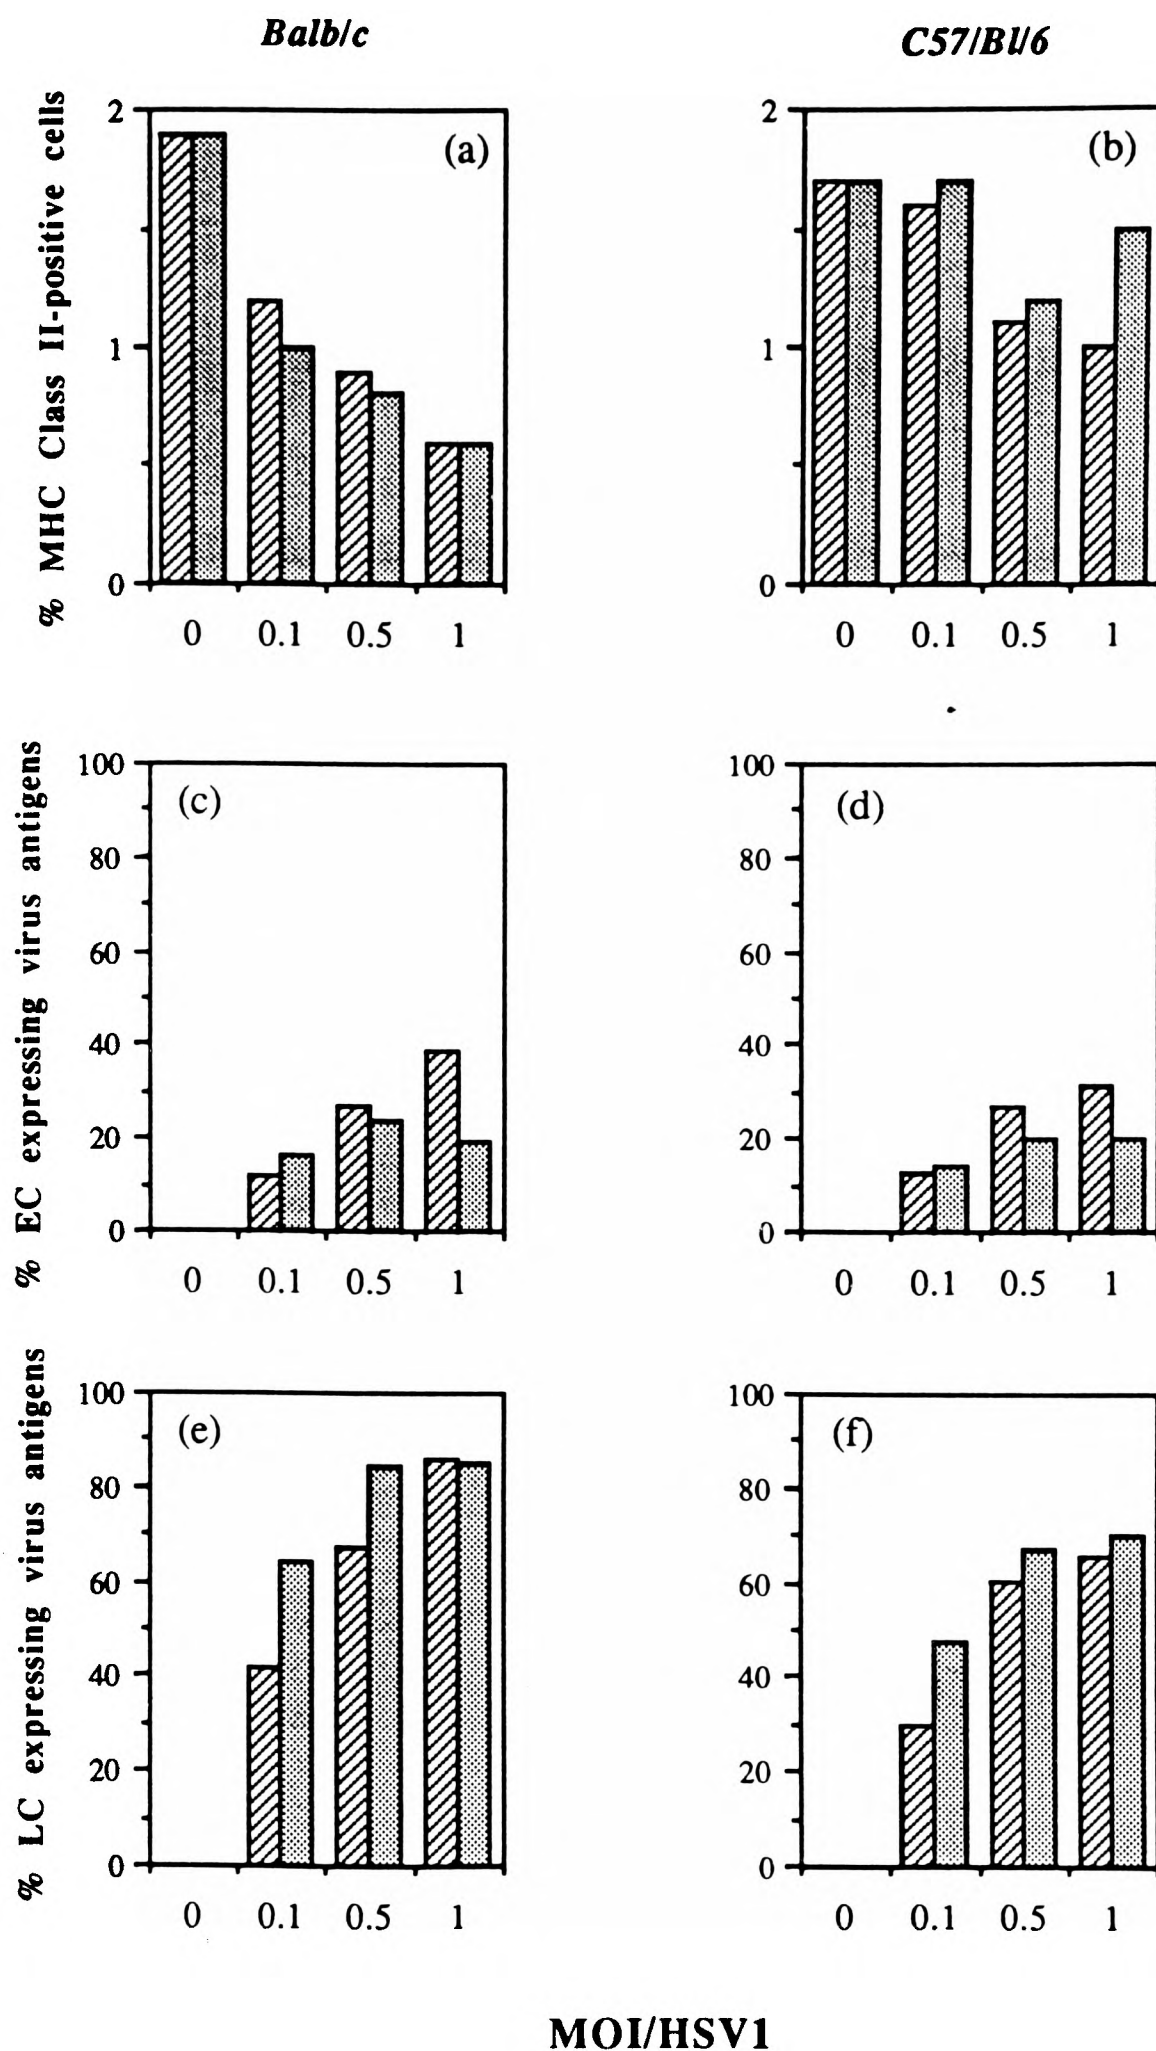 Balb/c
C57/Bl/6
% MHC Class II-positive cells
2
1
0
(a)
0 0.1 0.5 1
2
1
0
(b)
0 0.1 0.5 1
% EC expressing virus antigens
100
80
60
40
20
0
(c)
0 0.1 0.5 1
100
80
60
40
20
0
(d)
0 0.1 0.5 1
% LC expressing virus antigens
100
80
60
40
20
0
(e)
0 0.1 0.5 1
100
80
60
40
20
0
(f)
0 0.1 0.5 1
MOI/HSV1